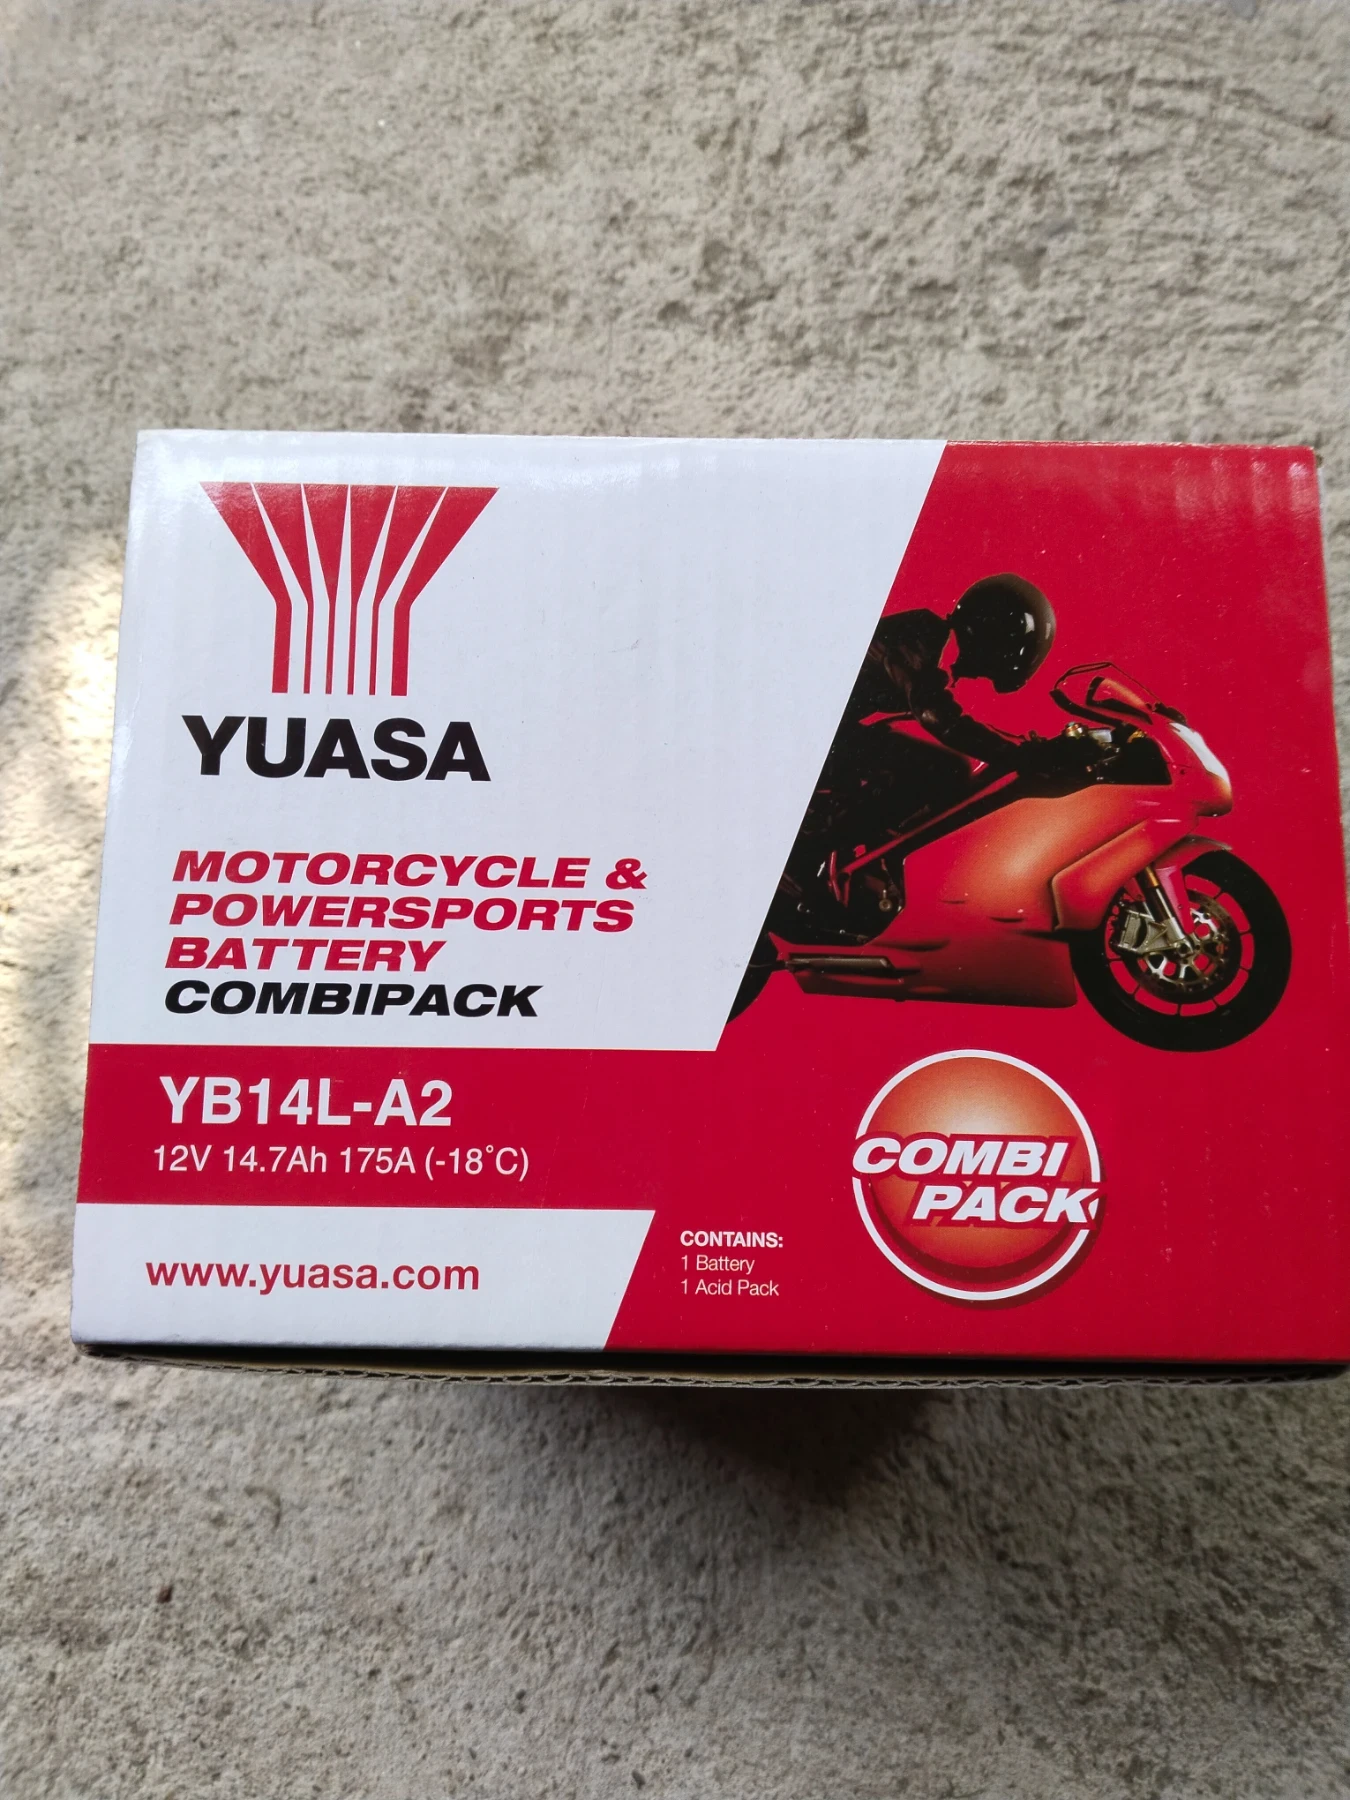 YUASA
MOTORCYCLE &
POWERSPORTS
BATTERY
COMBIPACK
YB14L-A2
12V 14.7Ah 175A (-18°C)
www.yuasa.com
CONTAINS:
1 Battery
1 Acid Pack
COMBI
PACK